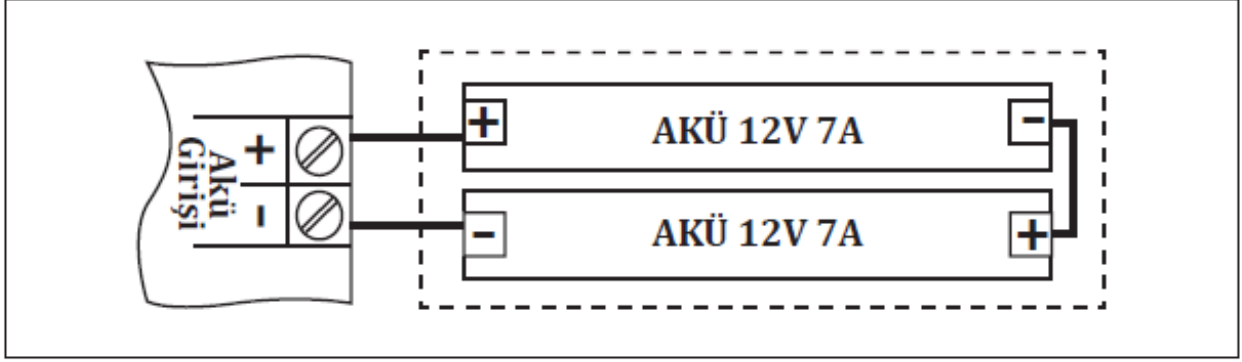 Akü
Girişi
+
-
+
AKÜ 12V 7A
-
-
AKÜ 12V 7A
+